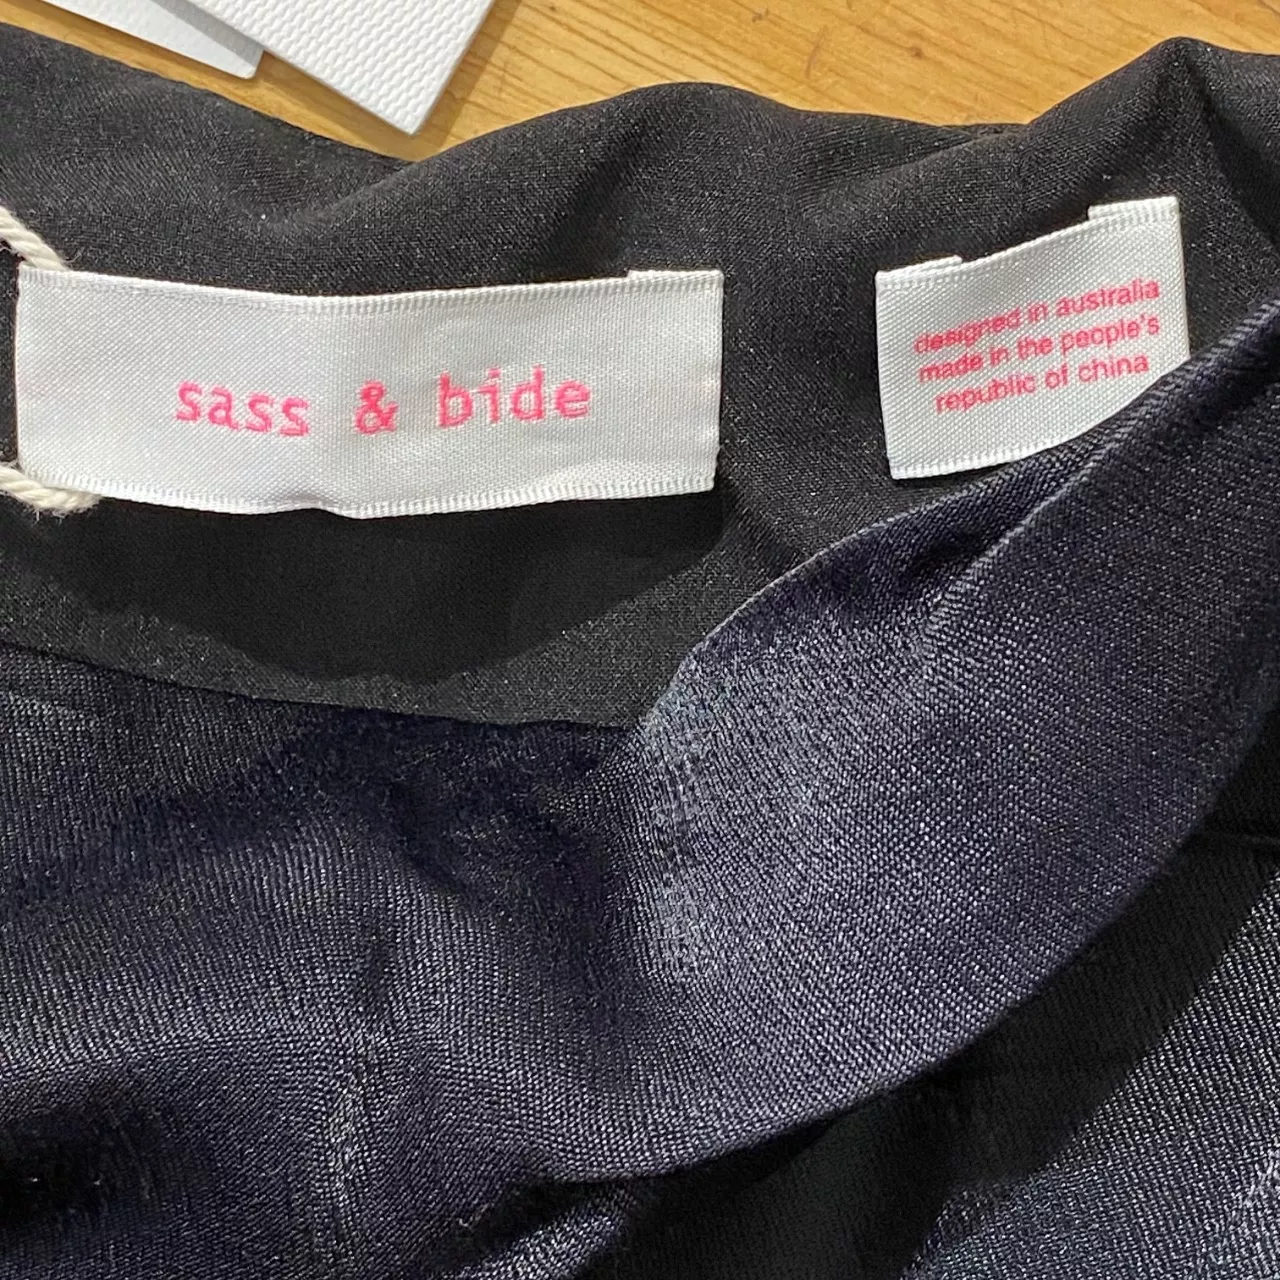 sass & bide
designed in australia
made in the people's
republic of china